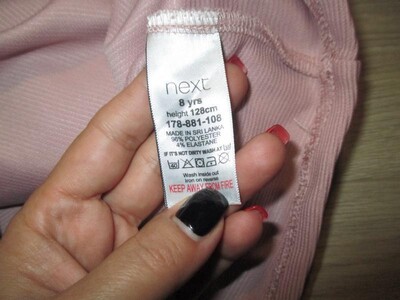 next
8 yrs
height 128cm
178-881-108
MADE IN SRI LANKA
96% POLYESTER
4% ELASTANE
IF IT'S NOT DIRTY WASH AT
40
Wash inside out
Iron on reverse
KEEP AWAY FROM FIRE